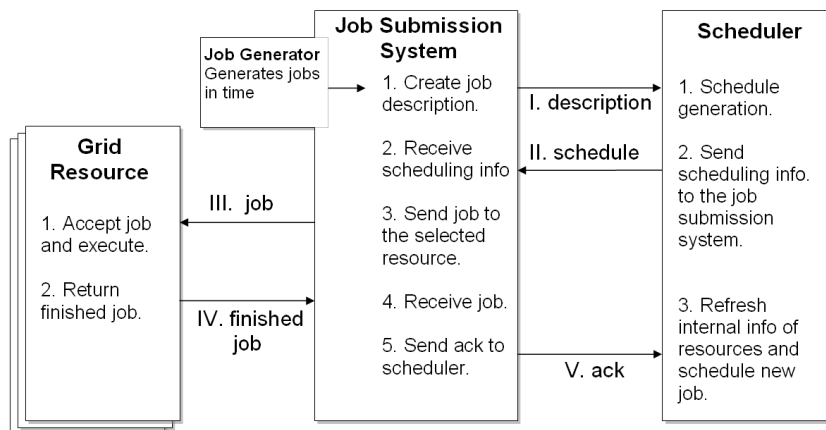 Job Generator
Generates jobs
in time
Job Submission
System
1. Create job
description.
2. Receive
scheduling info
3. Send job to
the selected
resource.
4. Receive job.
5. Send ack to
scheduler.
Scheduler
1. Schedule
generation.
2. Send
scheduling info.
to the job
submission
system.
3. Refresh
internal info of
resources and
schedule new
job.
Grid
Resource
1. Accept job
and execute.
2. Return
finished job.
I. description
II. schedule
III. job
IV. finished
job
V. ack